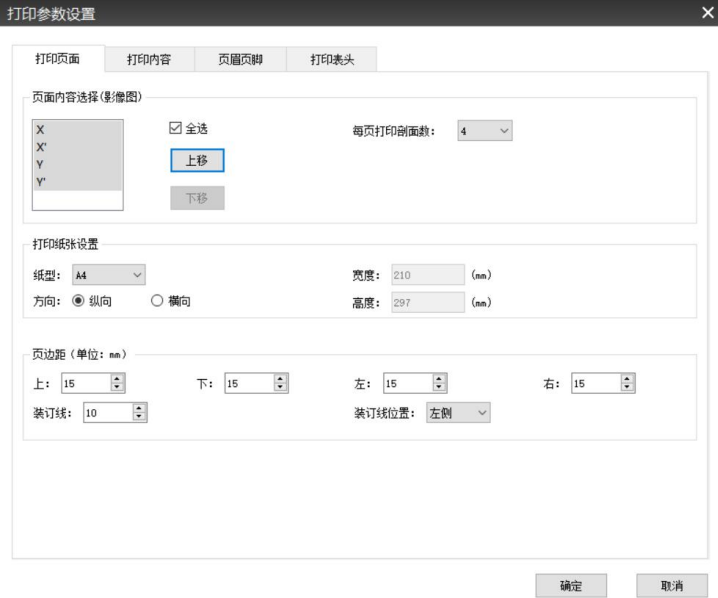 打印参数设置
打印页面 打印内容 页眉页脚 打印表头
页面内容选择(影像图)
X
X'
Y
Y'
全选
上移
下移
每页打印剖面数： 4
打印纸张设置
纸型： A4 宽度： 210 (mm)
方向： 纵向 横向 高度： 297 (mm)
页边距（单位：mm）
上： 15 下： 15 左： 15 右： 15
装订线： 10 装订线位置： 左侧
确定 取消